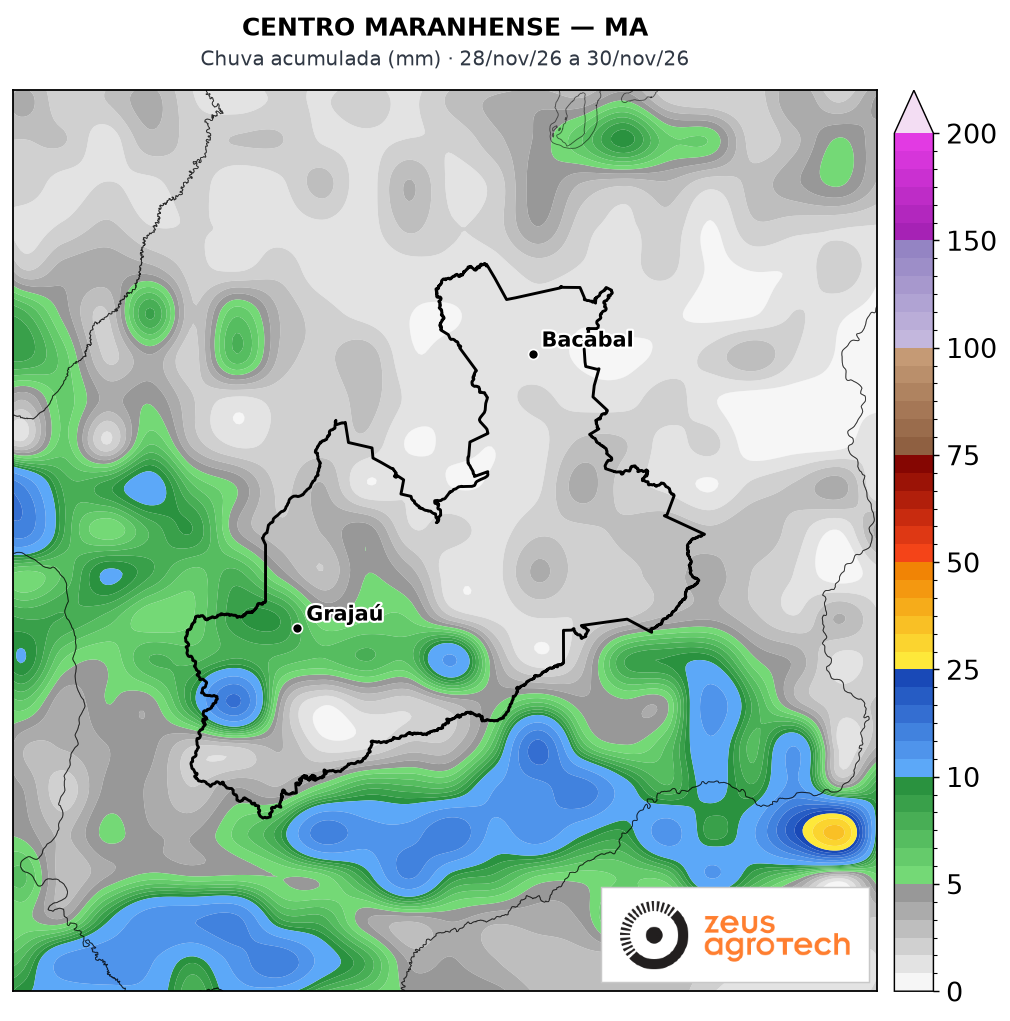 CENTRO MARANHENSE — MA
Chuva acumulada (mm) · 28/nov/26 a 30/nov/26
Bacabal
Grajaú
200
150
100
75
50
25
10
5
0
zeus
agrotech